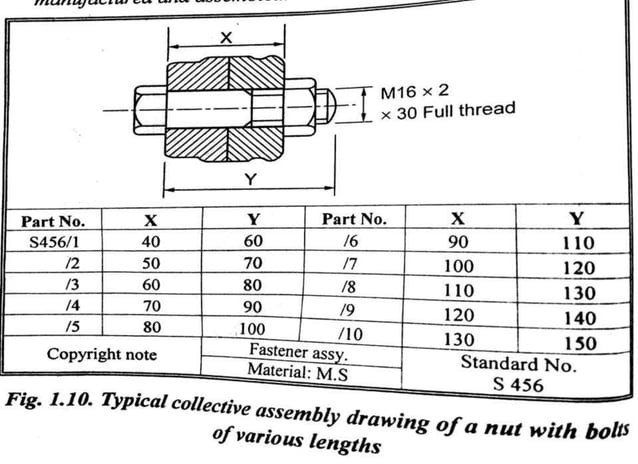 manufactured and assembled.
X
M16 × 2
× 30 Full thread
Y
Part No. X Y Part No. X Y
S456/1 40 60 /6 90 110
/2 50 70 /7 100 120
/3 60 80 /8 110 130
/4 70 90 /9 120 140
/5 80 100 /10 130 150
Copyright note Fastener assy. Standard No.
Material: M.S S 456
Fig. 1.10. Typical collective assembly drawing of a nut with bolts
of various lengths